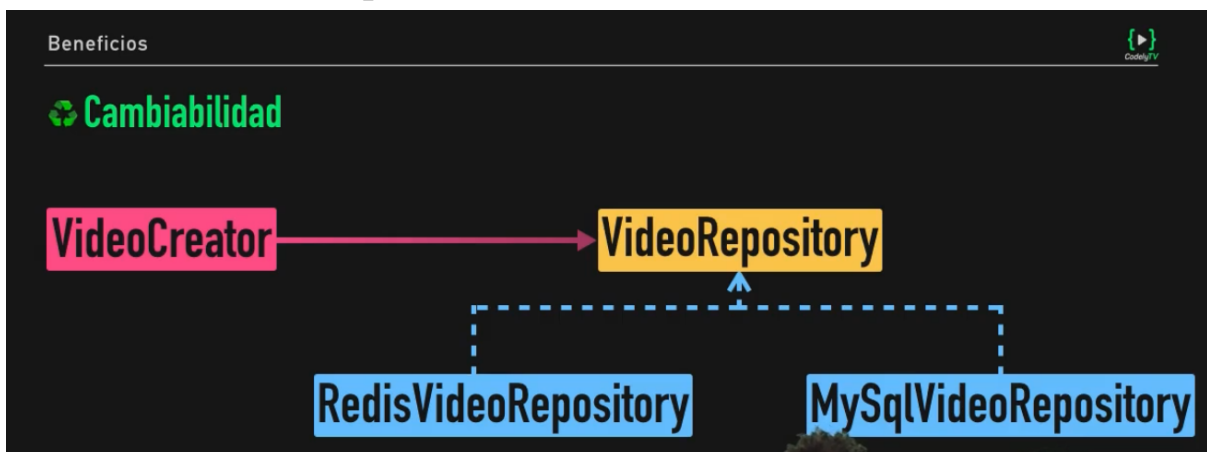 Beneficios
CodelyTV
Cambiabilidad
VideoCreator
VideoRepository
RedisVideoRepository
MySqlVideoRepository